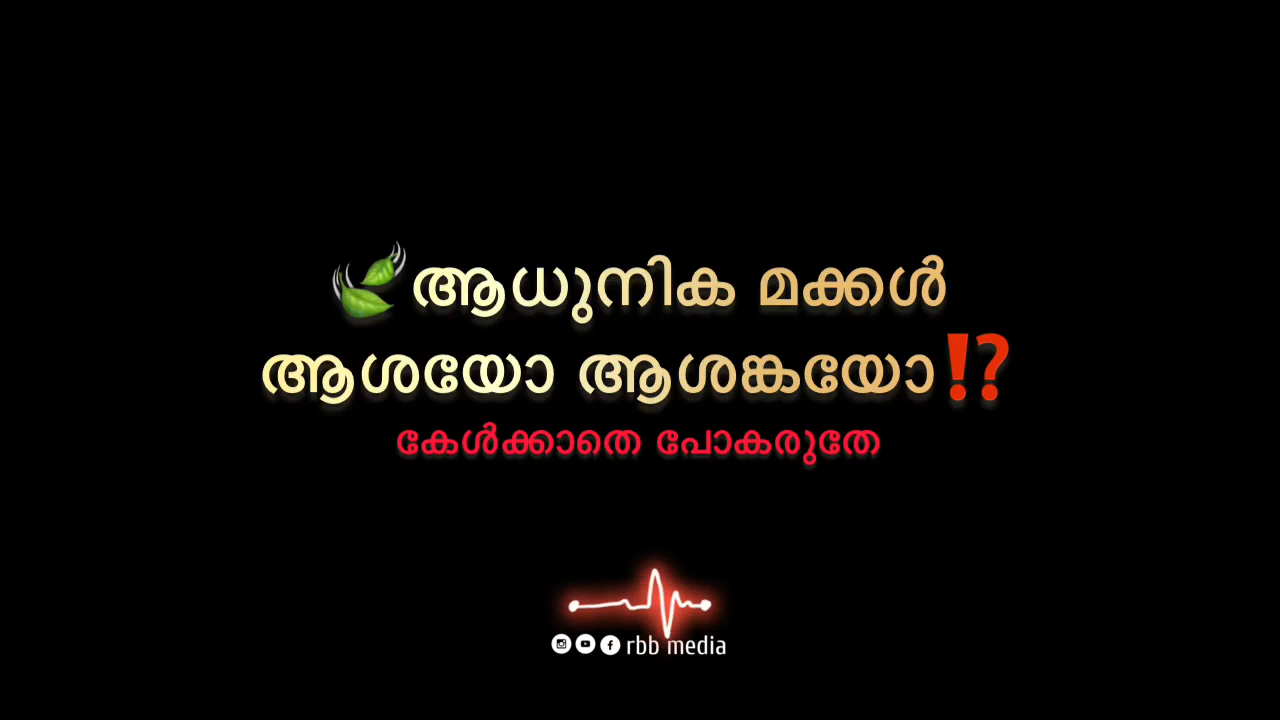 🍃ആധുനിക മക്കൾ
ആശയോ ആശങ്കയോ⁉
കേൾക്കാതെ പോകരുതേ
rbb media